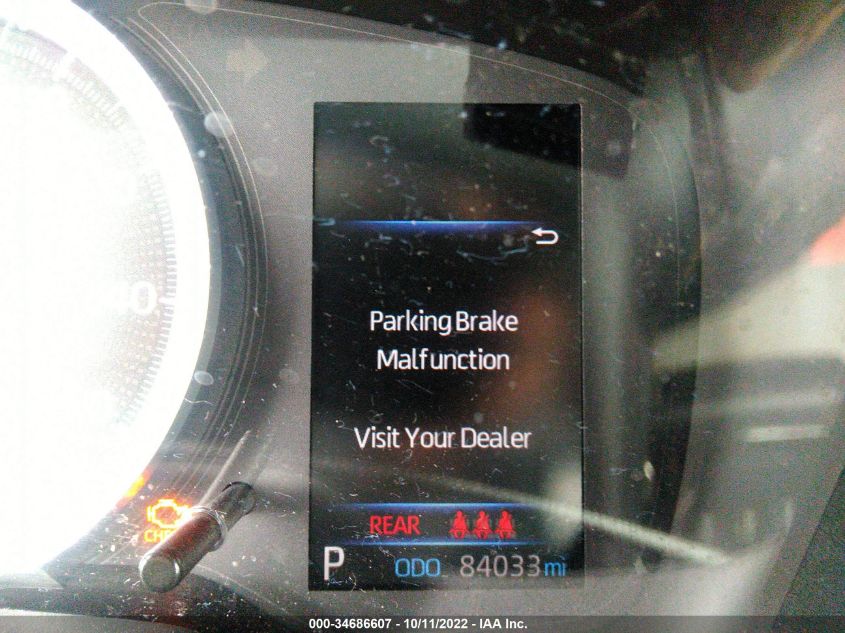 Parking Brake
Malfunction
Visit Your Dealer
REAR
P ODO 84033 mi
000-34686607 - 10/11/2022 - IAA Inc.